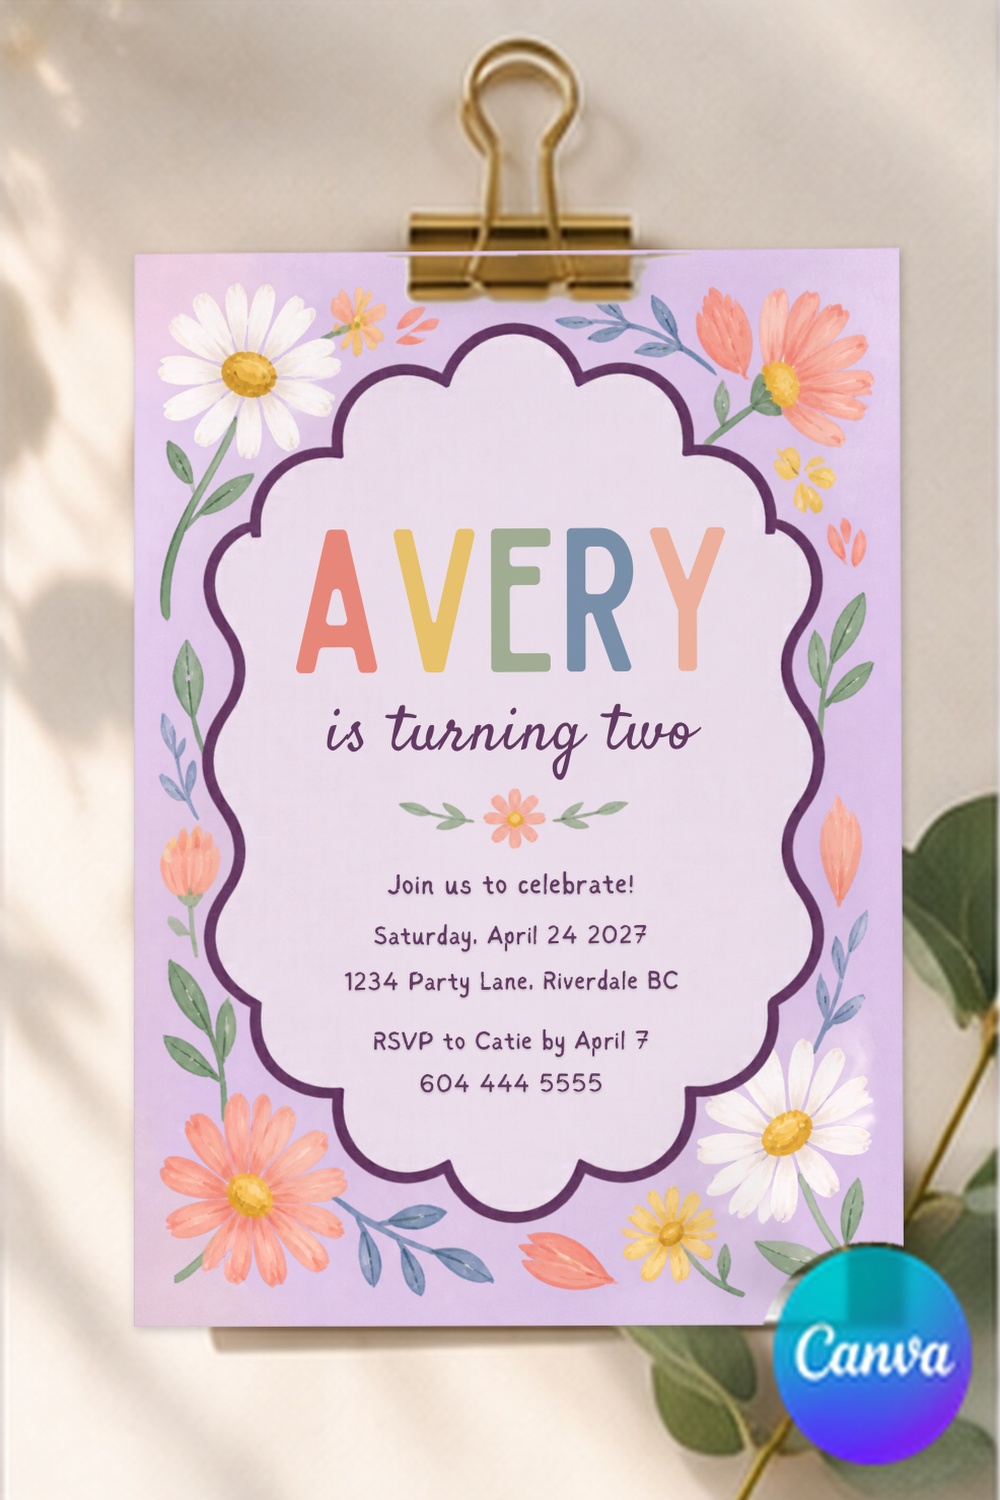 AVERY
is turning two
Join us to celebrate!
Saturday, April 24 2027
1234 Party Lane, Riverdale BC
RSVP to Catie by April 7
604 444 5555
Canva